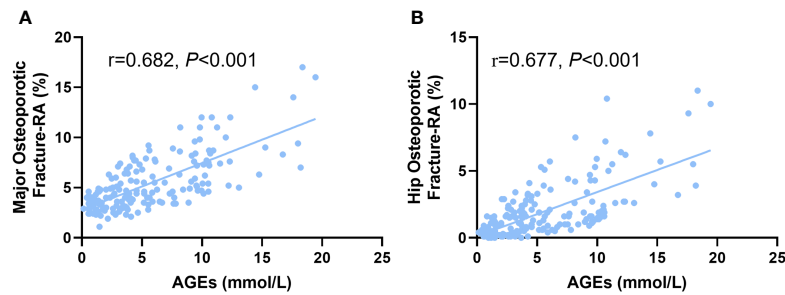 A
r=0.682, P<0.001
Major Osteoporotic
Fracture-RA (%)
20
15
10
5
0
0 5 10 15 20 25
AGEs (mmol/L)
B
r=0.677, P<0.001
Hip Osteoporotic
Fracture-RA (%)
15
10
5
0
0 5 10 15 20 25
AGEs (mmol/L)